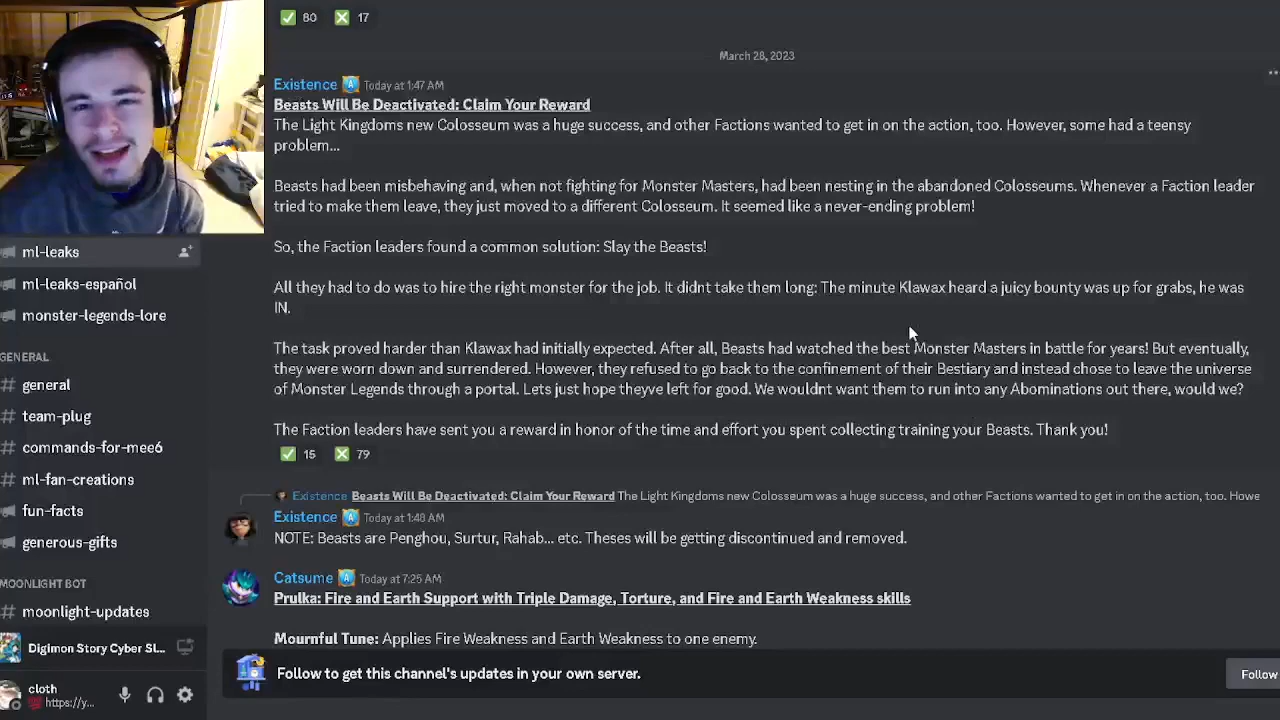 80 17
March 28, 2023
Existence Today at 1:47 AM
Beasts Will Be Deactivated: Claim Your Reward
The Light Kingdoms new Colosseum was a huge success, and other Factions wanted to get in on the action, too. However, some had a teensy
problem...
Beasts had been misbehaving and, when not fighting for Monster Masters, had been nesting in the abandoned Colosseums. Whenever a Faction leader
tried to make them leave, they just moved to a different Colosseum. It seemed like a never-ending problem!
So, the Faction leaders found a common solution: Slay the Beasts!
All they had to do was to hire the right monster for the job. It didnt take them long: The minute Klawax heard a juicy bounty was up for grabs, he was
IN.
The task proved harder than Klawax had initially expected. After all, Beasts had watched the best Monster Masters in battle for years! But eventually,
they were worn down and surrendered. However, they refused to go back to the confinement of their Bestiary and instead chose to leave the universe
of Monster Legends through a portal. Lets just hope theyve left for good. We wouldnt want them to run into any Abominations out there, would we?
The Faction leaders have sent you a reward in honor of the time and effort you spent collecting training your Beasts. Thank you!
15 79
Existence Beasts Will Be Deactivated: Claim Your Reward The Light Kingdoms new Colosseum was a huge success, and other Factions wanted to get in on the action, too. Howe
Existence Today at 1:48 AM
NOTE: Beasts are Penghou, Surtur, Rahab... etc. Theses will be getting discontinued and removed.
Catsume Today at 7:25 AM
Prulka: Fire and Earth Support with Triple Damage, Torture, and Fire and Earth Weakness skills
Mournful Tune: Applies Fire Weakness and Earth Weakness to one enemy.
Follow to get this channel's updates in your own server.
Follow
ml-leaks
ml-leaks-español
monster-legends-lore
GENERAL
general
team-plug
commands-for-mee6
ml-fan-creations
fun-facts
generous-gifts
MOONLIGHT BOT
moonlight-updates
Digimon Story Cyber Sl...
cloth
https://y...